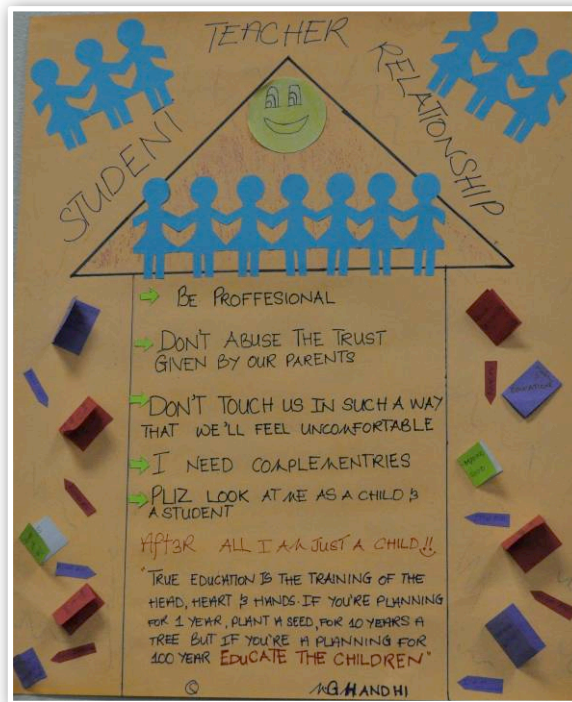 TEACHER
STUDENT
RELATIONSHIP
BE PROFFESIONAL
DON'T ABUSE THE TRUST
GIVEN BY OUR PARENTS
DON'T TOUCH US IN SUCH A WAY
THAT WE'LL FEEL UNCOMFORTABLE
I NEED COMPLEMENTRIES
PLIZ LOOK AT ME AS A CHILD &
A STUDENT
AFT3R ALL I AM JUST A CHILD!!
"TRUE EDUCATION IS THE TRAINING OF THE
HEAD, HEART & HANDS. IF YOU'RE PLANNING
FOR 1 YEAR, PLANT A SEED, FOR 10 YEARS A
TREE BUT IF YOU'RE A PLANNING FOR
100 YEAR EDUCATE THE CHILDREN"
EDUCATION